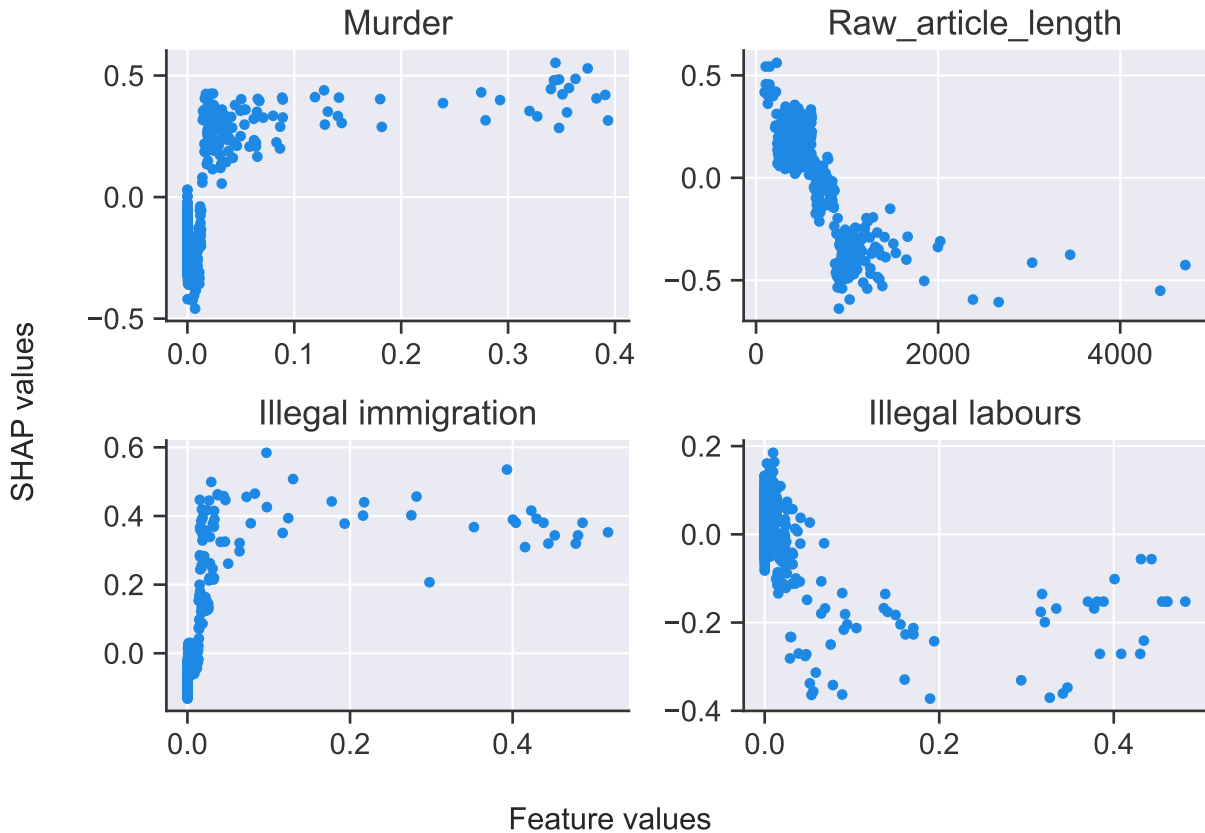 Murder
Raw_article_length
0.5
0.0
−0.5
0.0 0.1 0.2 0.3 0.4
0.5
0.0
−0.5
0 2000 4000
SHAP values
Illegal immigration
Illegal labours
0.6
0.4
0.2
0.0
0.0 0.2 0.4
0.2
0.0
−0.2
−0.4
0.0 0.2 0.4
Feature values